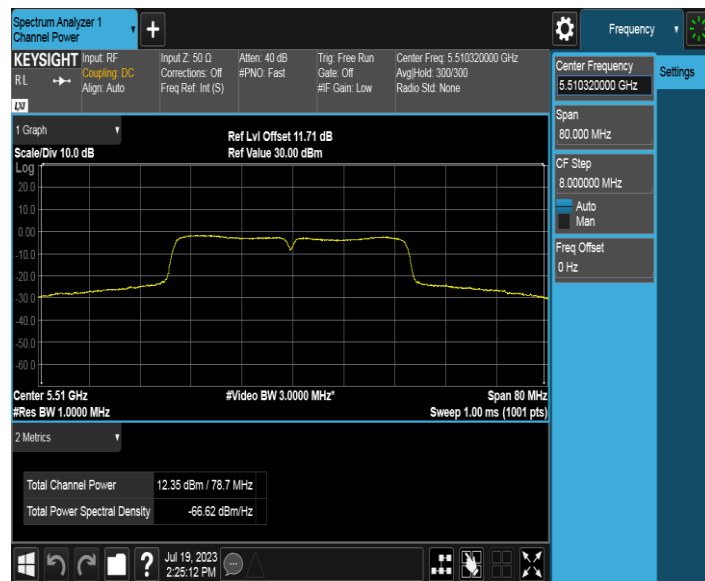 Spectrum Analyzer 1
Channel Power
+
Frequency
KEYSIGHT
RL
LXI
Input: RF
Coupling: DC
Align: Auto
Input Z: 50 Ω
Corrections: Off
Freq Ref: Int (S)
Atten: 40 dB
#PNO: Fast
Trig: Free Run
Gate: Off
#IF Gain: Low
Center Freq: 5.510320000 GHz
Avg|Hold: 300/300
Radio Std: None
Center Frequency
5.510320000 GHz
Settings
Span
80.000 MHz
CF Step
8.000000 MHz
Auto
Man
Freq Offset
0 Hz
1 Graph
Scale/Div 10.0 dB
Ref Lvl Offset 11.71 dB
Ref Value 30.00 dBm
Log
20.0
10.0
0.00
-10.0
-20.0
-30.0
-40.0
-50.0
-60.0
Center 5.51 GHz
#Res BW 1.0000 MHz
#Video BW 3.0000 MHz*
Span 80 MHz
Sweep 1.00 ms (1001 pts)
2 Metrics
Total Channel Power 12.35 dBm / 78.7 MHz
Total Power Spectral Density -66.62 dBm/Hz
?
Jul 19, 2023
2:25:12 PM